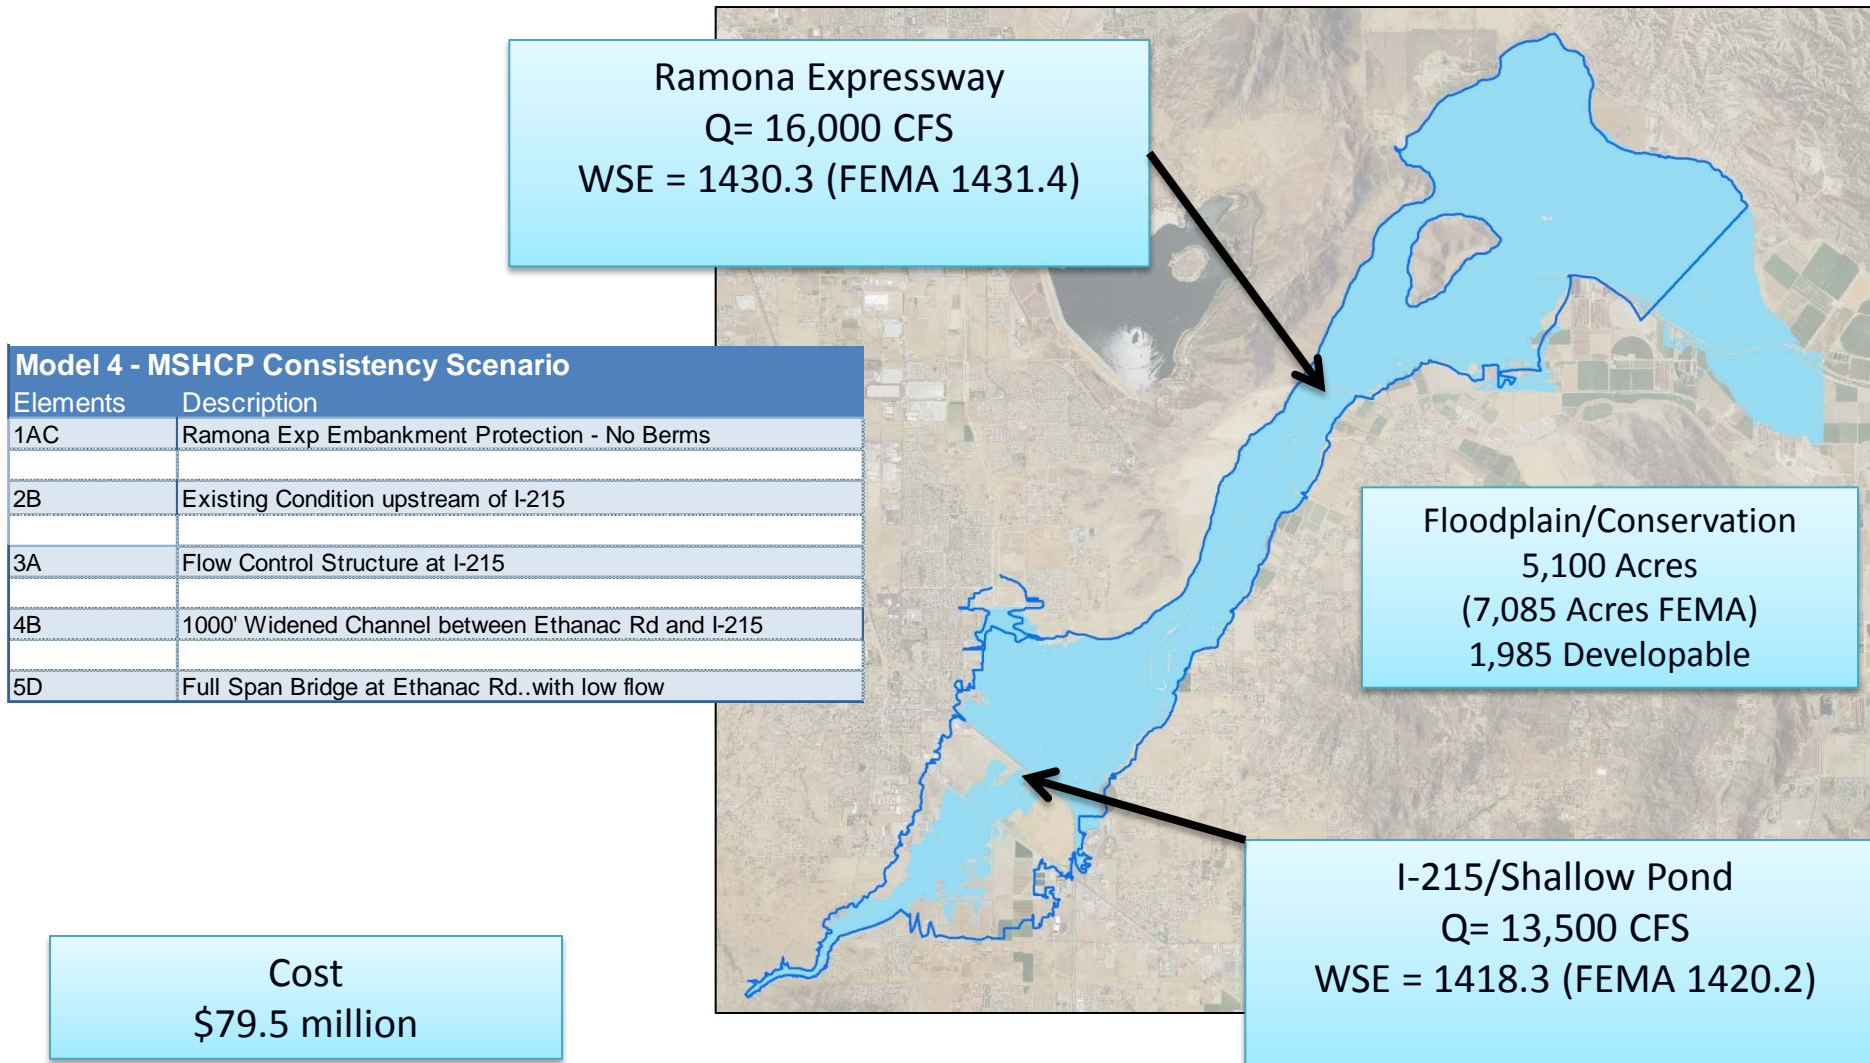 Ramona Expressway
Q= 16,000 CFS
WSE = 1430.3 (FEMA 1431.4)
Model 4 - MSHCP Consistency Scenario
Elements Description
1AC Ramona Exp Embankment Protection - No Berms
2B Existing Condition upstream of I-215
3A Flow Control Structure at I-215
4B 1000' Widened Channel between Ethanac Rd and I-215
5D Full Span Bridge at Ethanac Rd..with low flow
Floodplain/Conservation
5,100 Acres
(7,085 Acres FEMA)
1,985 Developable
I-215/Shallow Pond
Q= 13,500 CFS
WSE = 1418.3 (FEMA 1420.2)
Cost
$79.5 million